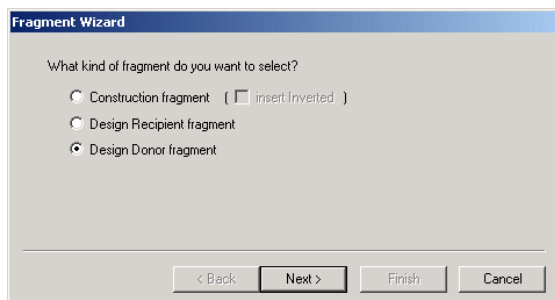 Fragment Wizard
What kind of fragment do you want to select?
Construction fragment ( insert Inverted )
Design Recipient fragment
Design Donor fragment
< Back Next > Finish Cancel